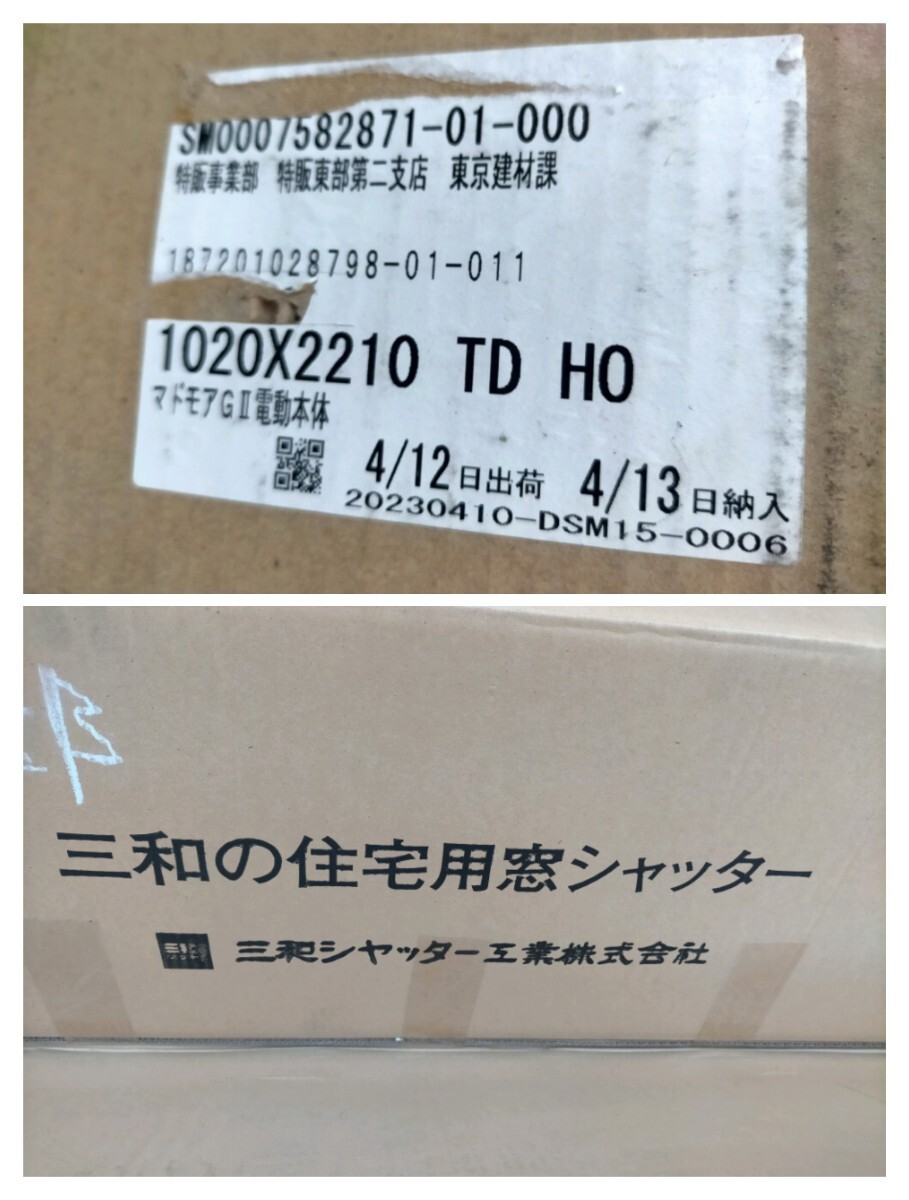 SM0007582871-01-000
特販事業部 特販東部第二支店 東京建材課
187201028798-01-011
1020X2210 TD HO
マドモアGⅡ電動本体
4/12日出荷 4/13日納入
20230410-DSM15-0006
三和の住宅用窓シャッター
三和シヤッター工業株式会社